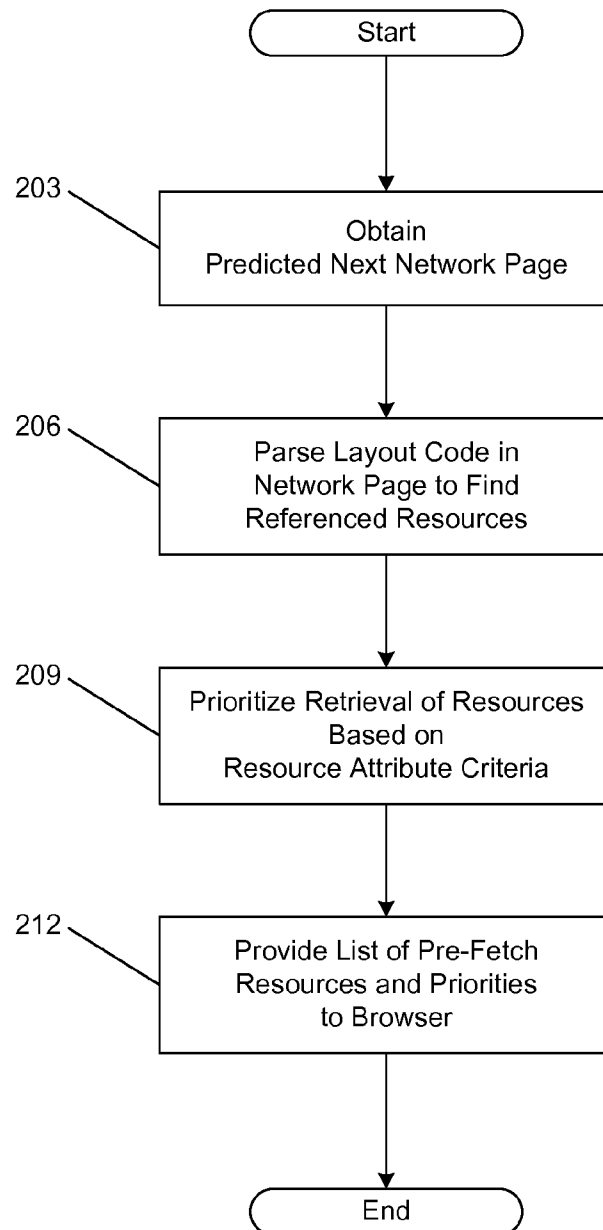 Start
203
Obtain
Predicted Next Network Page
206
Parse Layout Code in
Network Page to Find
Referenced Resources
209
Prioritize Retrieval of Resources
Based on
Resource Attribute Criteria
212
Provide List of Pre-Fetch
Resources and Priorities
to Browser
End